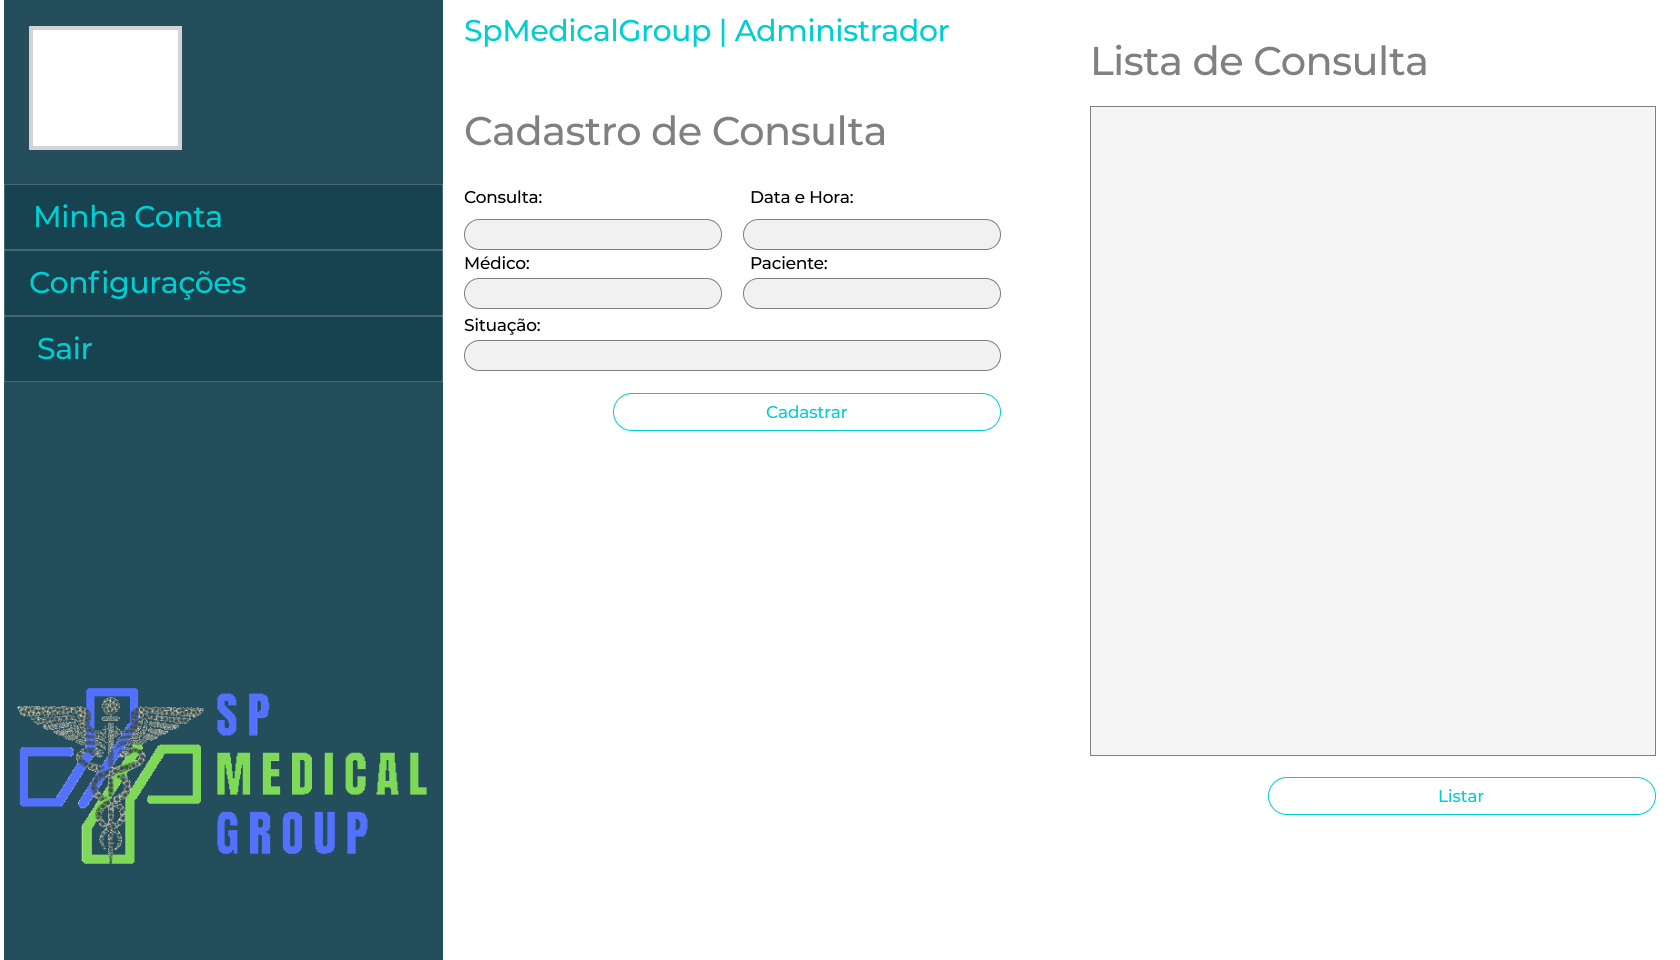 Minha Conta
Configurações
Sair
SP
MEDICAL
GROUP
SpMedicalGroup | Administrador
Cadastro de Consulta
Consulta:
Data e Hora:
Médico:
Paciente:
Situação:
Cadastrar
Lista de Consulta
Listar